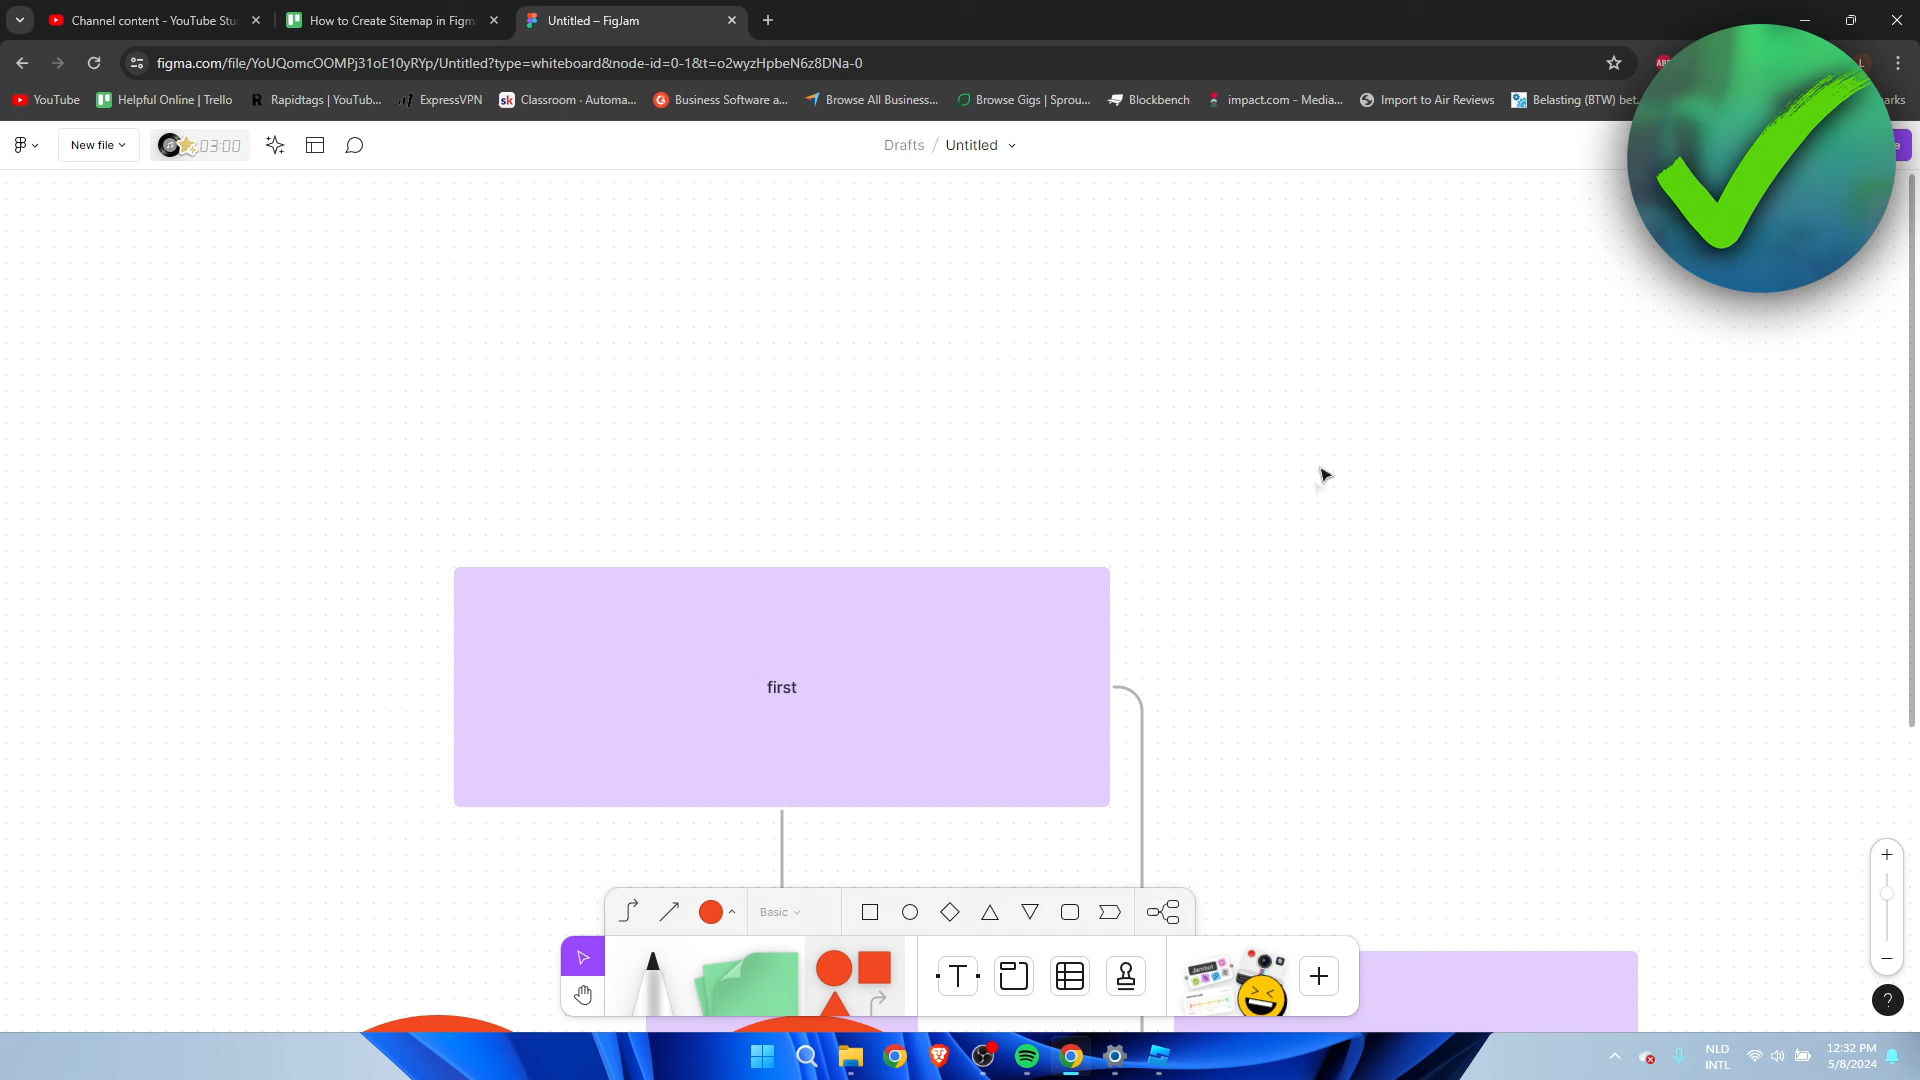 Channel content - YouTube Stu
How to Create Sitemap in Figm
Untitled – FigJam
figma.com/file/YoUQomcOOMPj31oE10yRYp/Untitled?type=whiteboard&node-id=0-1&t=o2wyzHpbeN6z8DNa-0
YouTube
Helpful Online | Trello
Rapidtags | YouTub...
ExpressVPN
Classroom - Automa...
Business Software a...
Browse All Business...
Browse Gigs | Sprou...
Blockbench
impact.com - Media...
Import to Air Reviews
Belasting (BTW) bet...
New file
03:00
Drafts / Untitled
first
Basic
T
Jambot
?
NLD
INTL
12:32 PM
5/8/2024